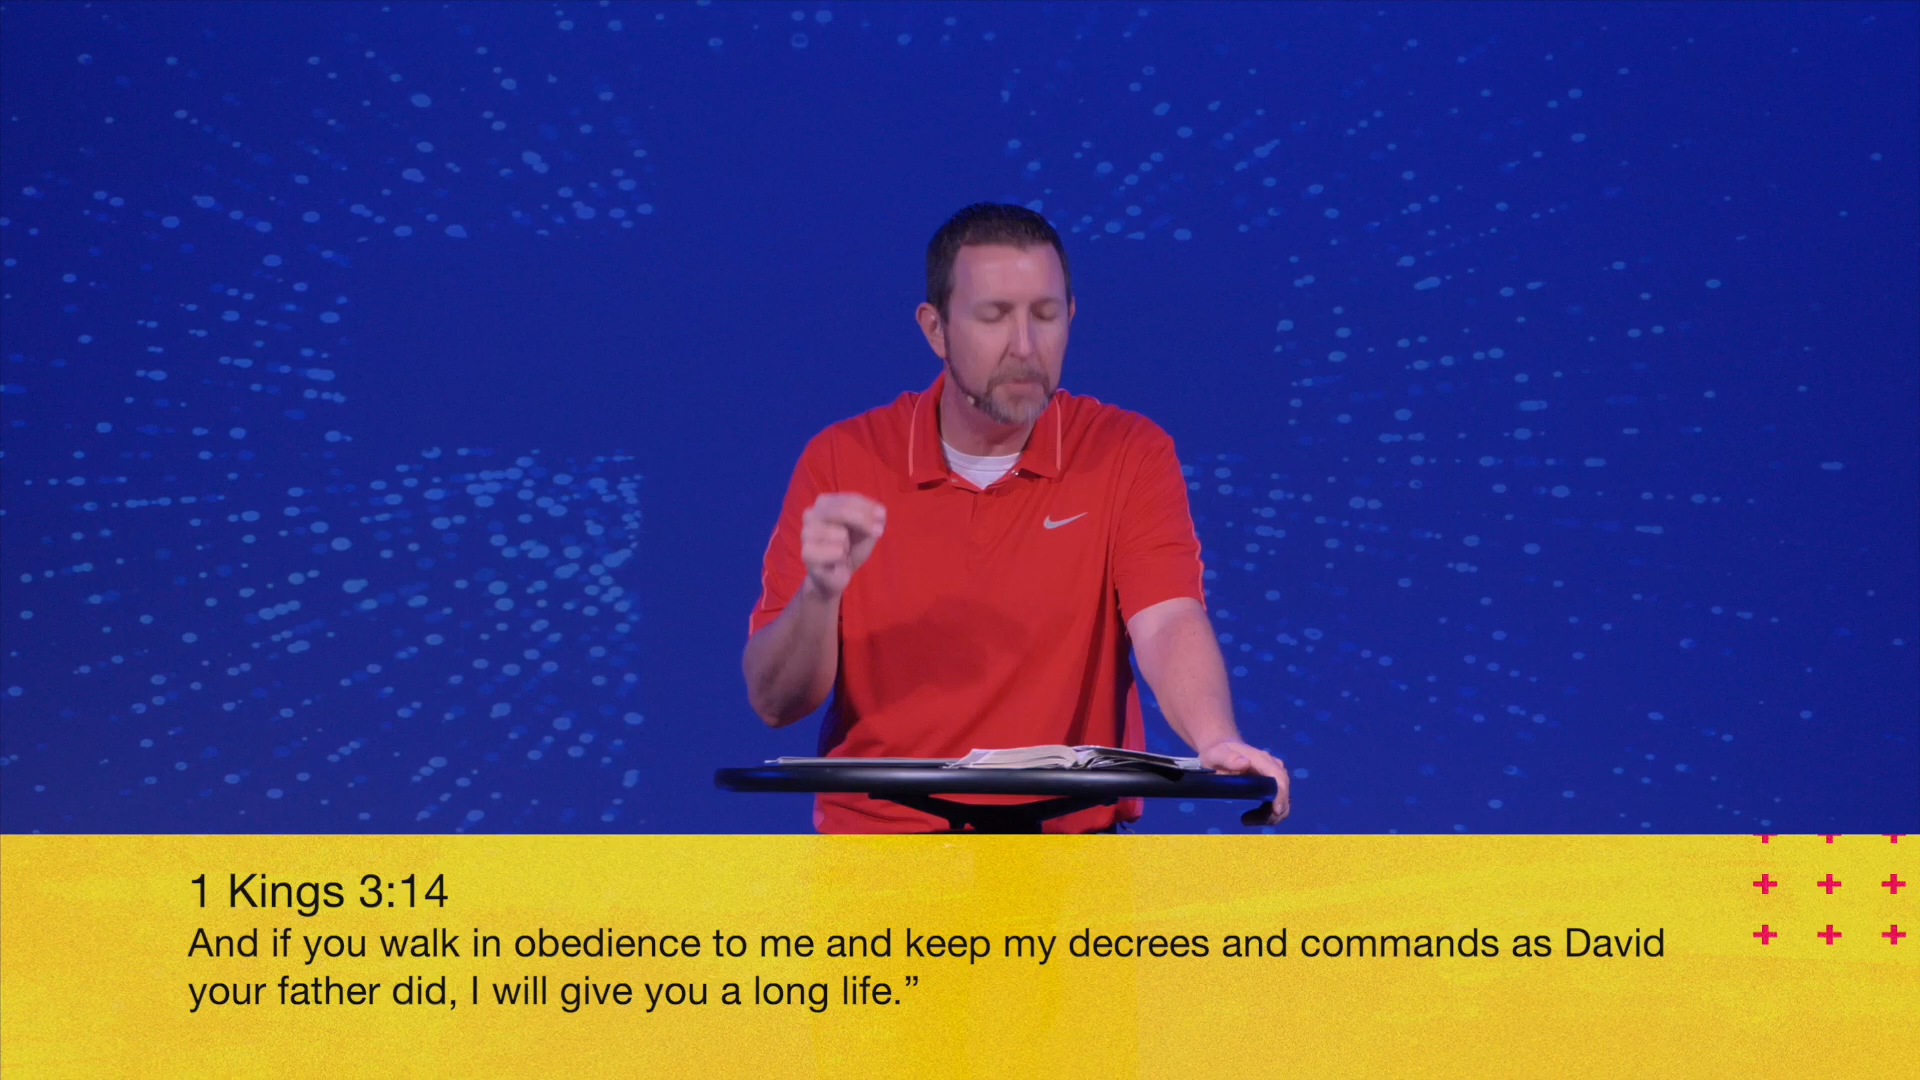 1 Kings 3:14
And if you walk in obedience to me and keep my decrees and commands as David
your father did, I will give you a long life.”